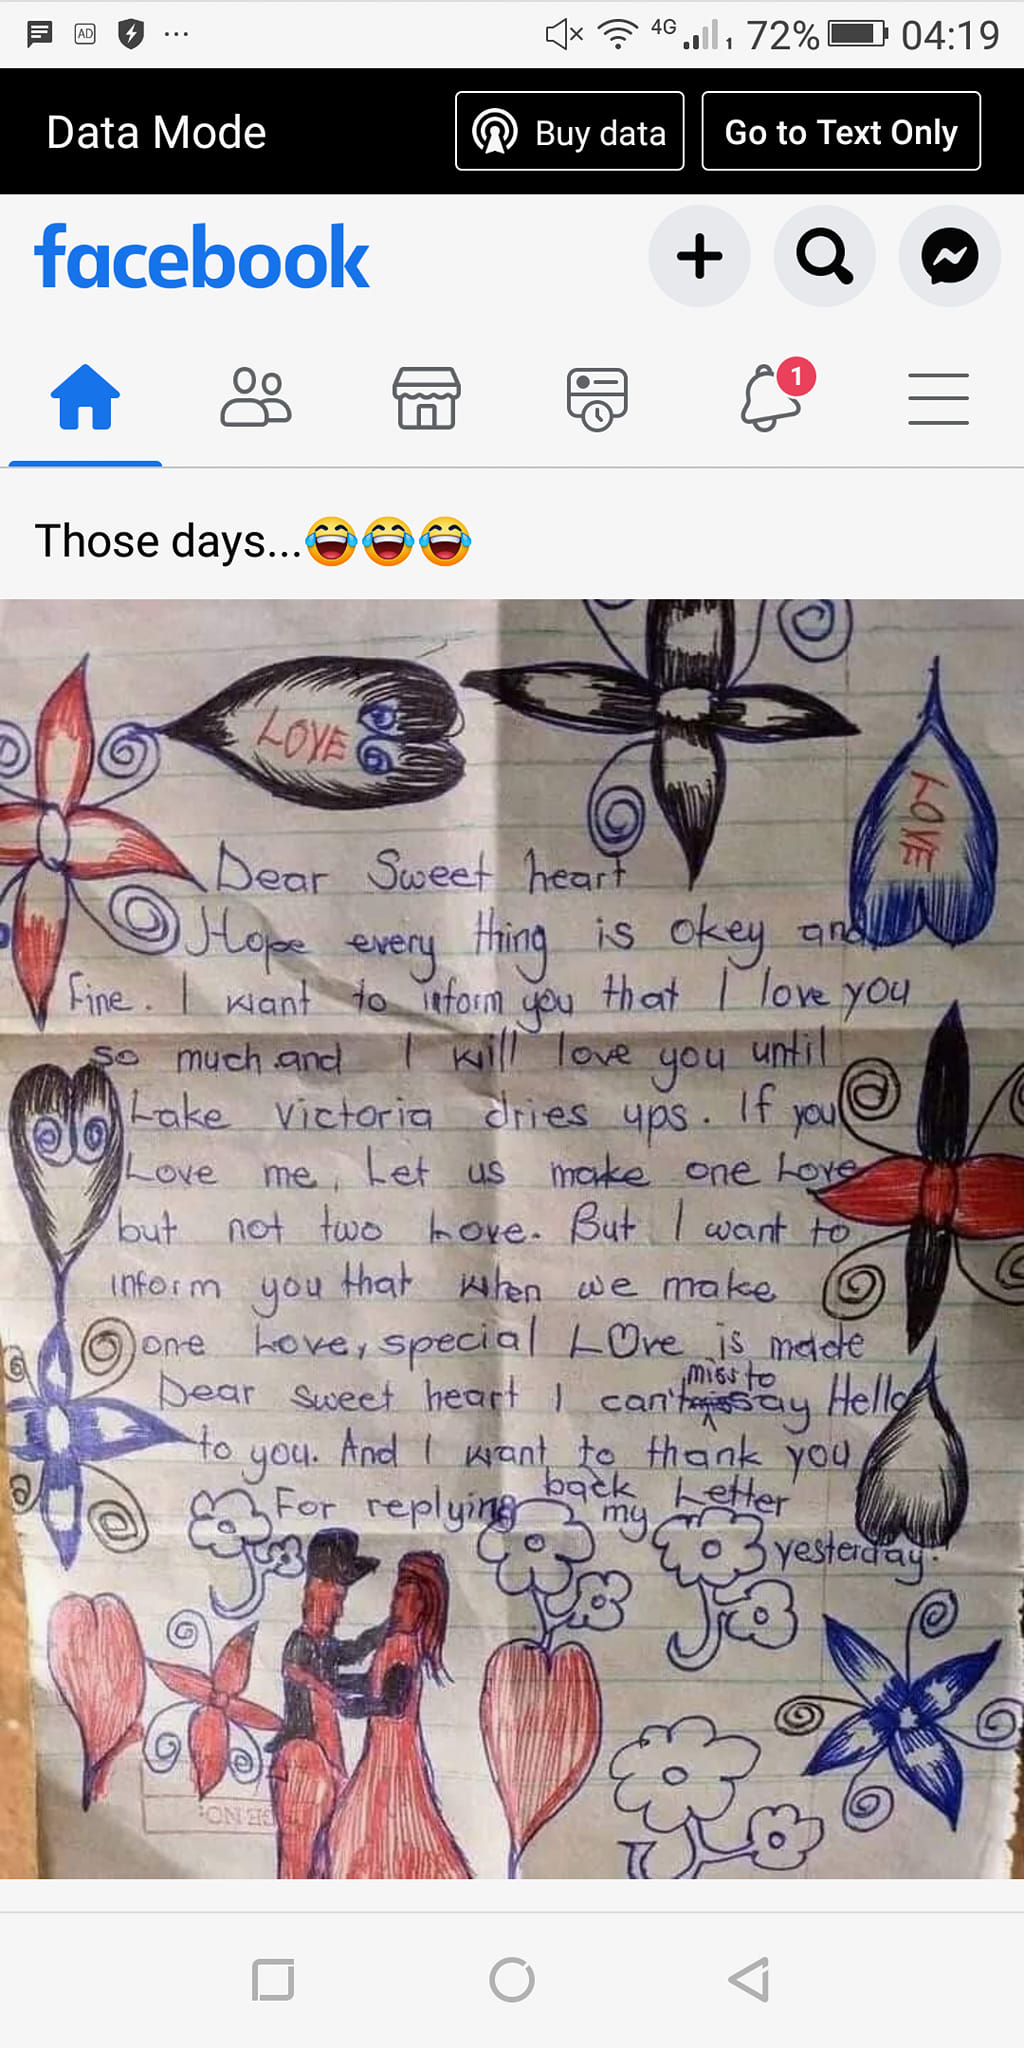 AD
4G
1
72%
04:19
Data Mode
Buy data
Go to Text Only
facebook
1
Those days...😂😂😂
LOVE
LOVE
Dear Sweet heart
Hope every thing is okey and
Fine. I want to inform you that I love you
so much and I will love you until
Lake victoria dries ups. If you
Love me, Let us make one Love
but not two Love. But I want to
inform you that when we make
one Love, special LOve is made
miss to
Dear sweet heart I can't say Hello
to you. And I want to thank you
For replying back my Letter
yesterday.